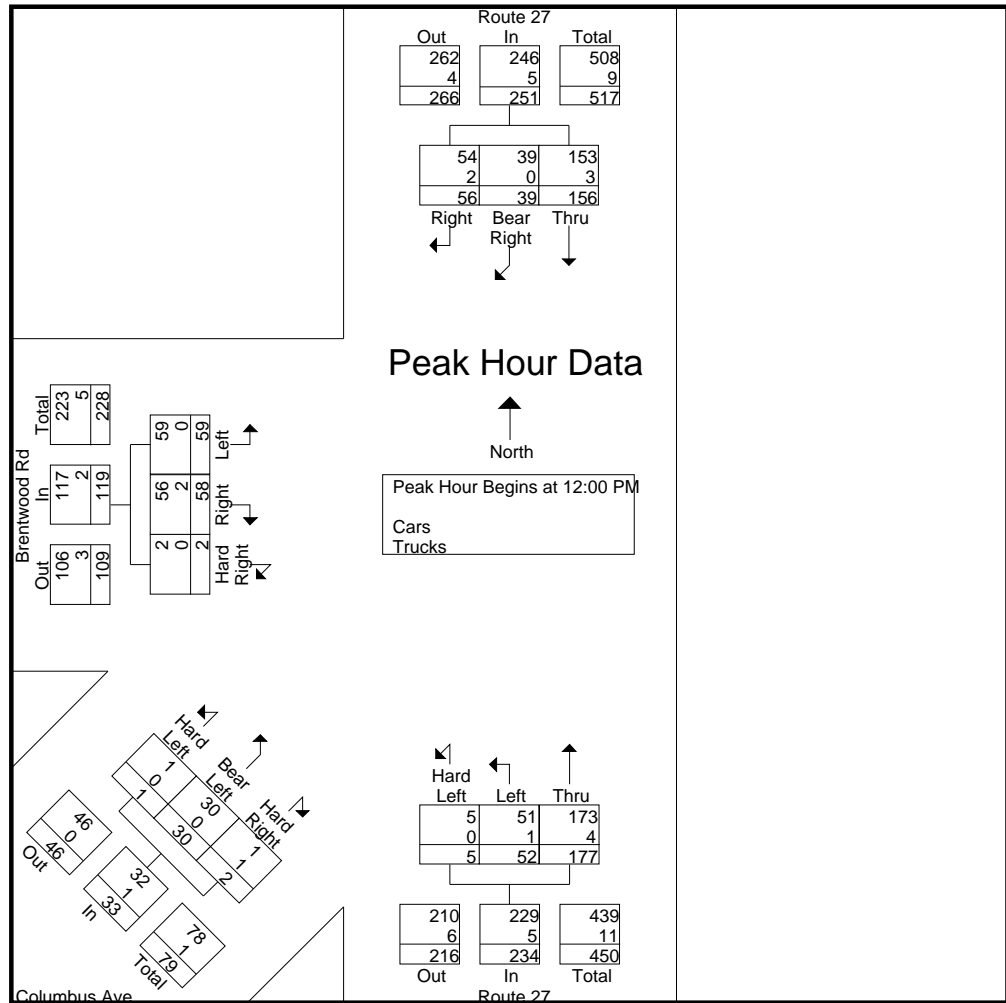 Route 27
Out In Total
262 246 508
4 5 9
266 251 517
54 39 153
2 0 3
56 39 156
Right Bear Right Thru
Peak Hour Data
North
Peak Hour Begins at 12:00 PM
Cars
Trucks
Brentwood Rd
Total
223 5 228
In
117 2 119
Out
106 3 109
59 0 59
Left
56 2 58
Right
2 0 2
Hard Right
Hard Left
1 0 1
Bear Left
30 0 30
Hard Right
1 1 2
46 0 46
Out
32 1 33
In
78 1 79
Total
Columbus Ave
Hard Left Left Thru
5 51 173
0 1 4
5 52 177
210 229 439
6 5 11
216 234 450
Out In Total
Route 27